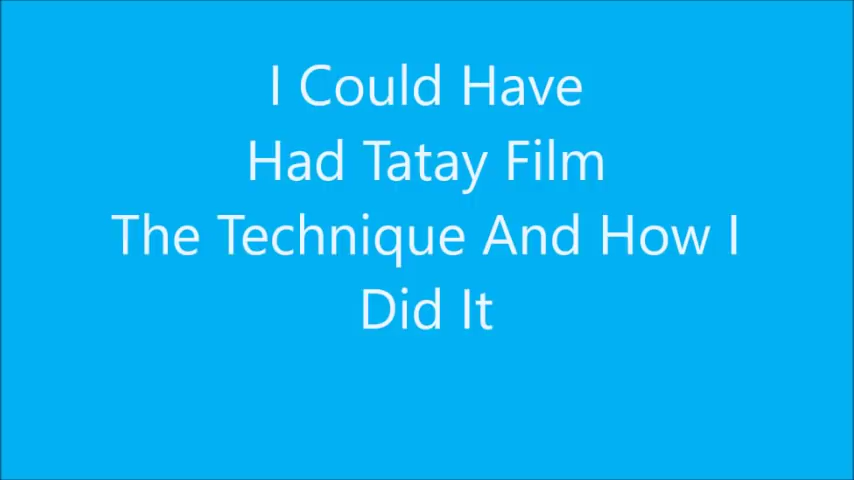 I Could Have
Had Tatay Film
The Technique And How I
Did It